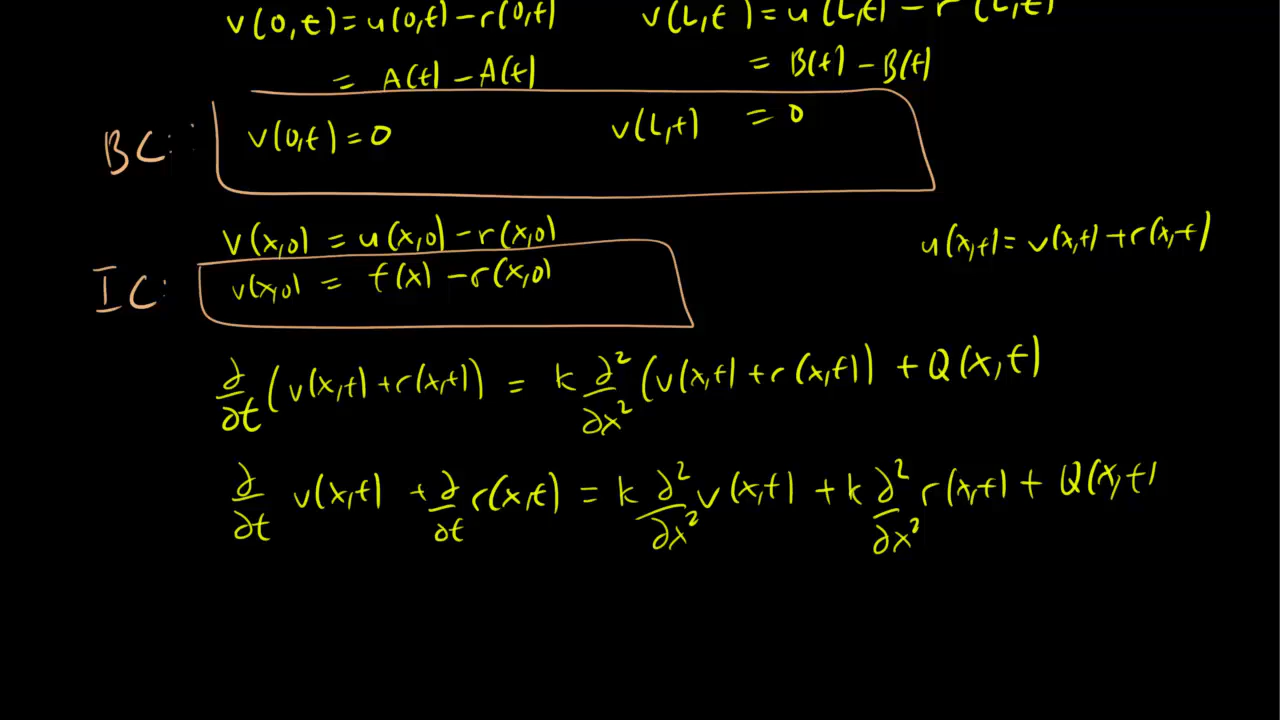 v(0,t) = u(0,t) - r(0,t) v(L,t) = u(L,t) - r(L,t)
= A(t) - A(t) = B(t) - B(t)
BC: v(0,t) = 0 v(L,t) = 0
v(x,0) = u(x,0) - r(x,0) u(x,t) = v(x,t) + r(x,t)
IC: v(x,0) = f(x) - r(x,0)
∂/∂t (v(x,t) + r(x,t)) = k ∂²/∂x² (v(x,t) + r(x,t)) + Q(x,t)
∂/∂t v(x,t) + ∂/∂t r(x,t) = k ∂²/∂x² v(x,t) + k ∂²/∂x² r(x,t) + Q(x,t)